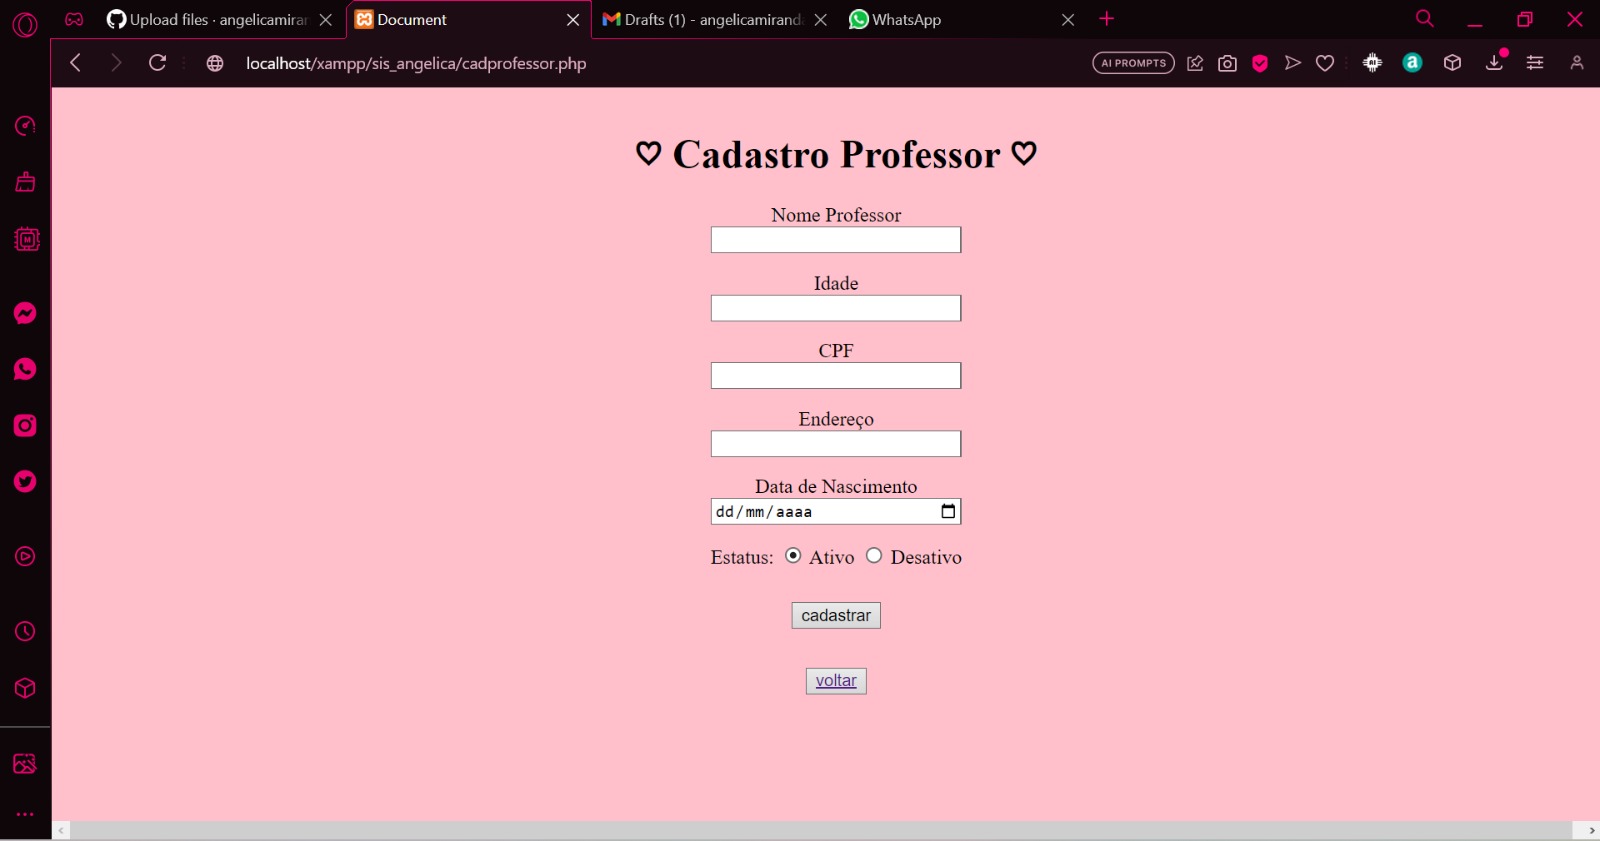 Upload files · angelicamiran
Document
Drafts (1) - angelicamirand
WhatsApp
localhost/xampp/sis_angelica/cadprofessor.php
AI PROMPTS
a
M
♡ Cadastro Professor ♡
Nome Professor
Idade
CPF
Endereço
Data de Nascimento
dd/mm/aaaa
Estatus: Ativo Desativo
cadastrar
voltar